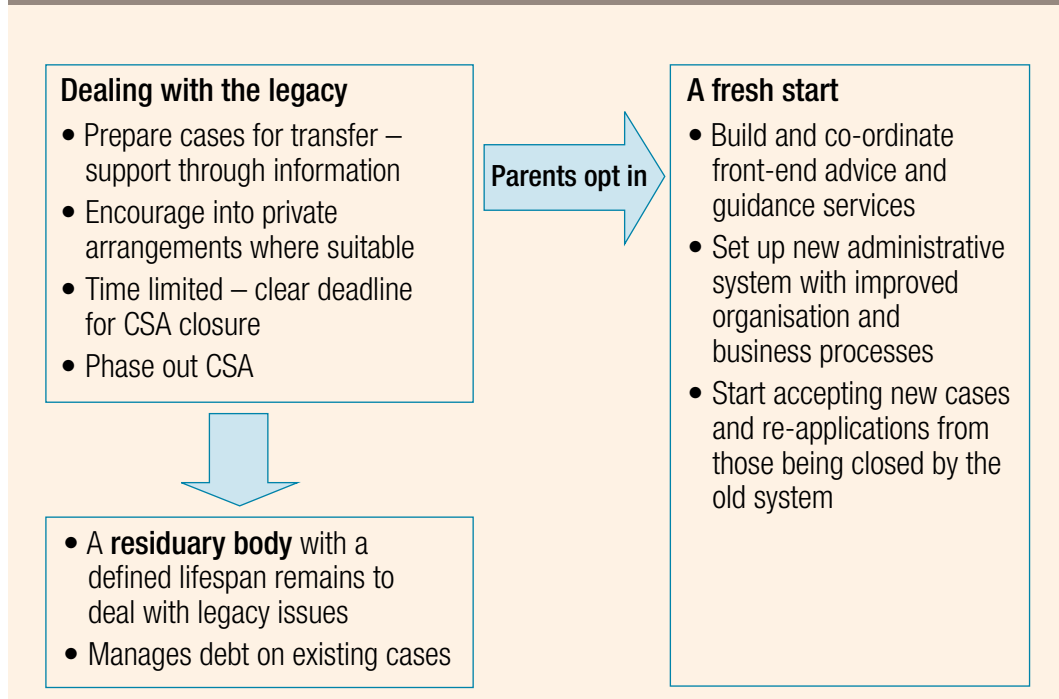 Dealing with the legacy
• Prepare cases for transfer –
support through information
• Encourage into private
arrangements where suitable
• Time limited – clear deadline
for CSA closure
• Phase out CSA
Parents opt in
A fresh start
• Build and co-ordinate
front-end advice and
guidance services
• Set up new administrative
system with improved
organisation and
business processes
• Start accepting new cases
and re-applications from
those being closed by the
old system
• A residuary body with a
defined lifespan remains to
deal with legacy issues
• Manages debt on existing cases